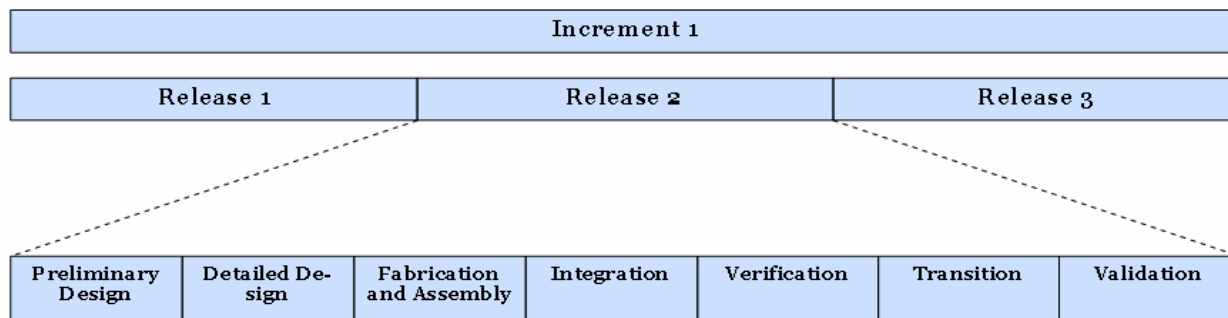 Increment 1
Release 1
Release 2
Release 3
Preliminary
Design
Detailed De-
sign
Fabrication
and Assembly
Integration
Verification
Transition
Validation